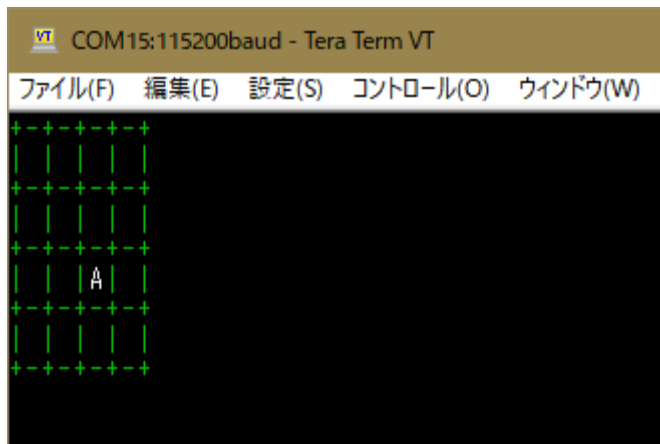 VT COM15:115200baud - Tera Term VT
ファイル(F) 編集(E) 設定(S) コントロール(O) ウィンドウ(W)
+-+-+-+-+
| | | | |
+-+-+-+-+
| | | | |
+-+-+-+-+
| | |A| |
+-+-+-+-+
| | | | |
+-+-+-+-+